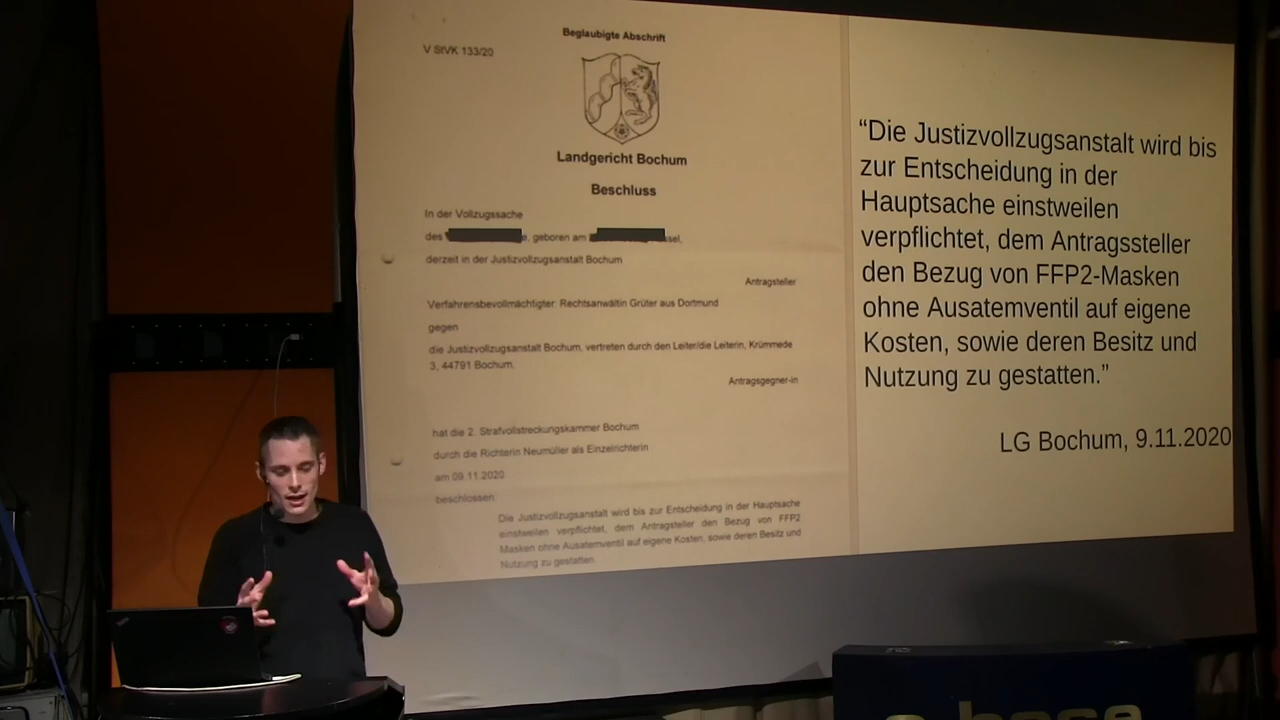 Beglaubigte Abschrift
V StVK 133/20
Landgericht Bochum
Beschluss
In der Vollzugssache
des e, geboren am sel,
derzeit in der Justizvollzugsanstalt Bochum
Antragsteller
Verfahrensbevollmächtigter: Rechtsanwältin Grüter aus Dortmund
gegen
die Justizvollzugsanstalt Bochum, vertreten durch den Leiter/die Leiterin, Krümmede
3, 44791 Bochum,
Antragsgegner-in
hat die 2. Strafvollstreckungskammer Bochum
durch die Richterin Neumüller als Einzelrichterin
am 09.11.2020
beschlossen:
Die Justizvollzugsanstalt wird bis zur Entscheidung in der Hauptsache
einstweilen verpflichtet, dem Antragsteller den Bezug von FFP2
Masken ohne Ausatemventil auf eigene Kosten, sowie deren Besitz und
Nutzung zu gestatten.
“Die Justizvollzugsanstalt wird bis
zur Entscheidung in der
Hauptsache einstweilen
verpflichtet, dem Antragssteller
den Bezug von FFP2-Masken
ohne Ausatemventil auf eigene
Kosten, sowie deren Besitz und
Nutzung zu gestatten.”
LG Bochum, 9.11.2020